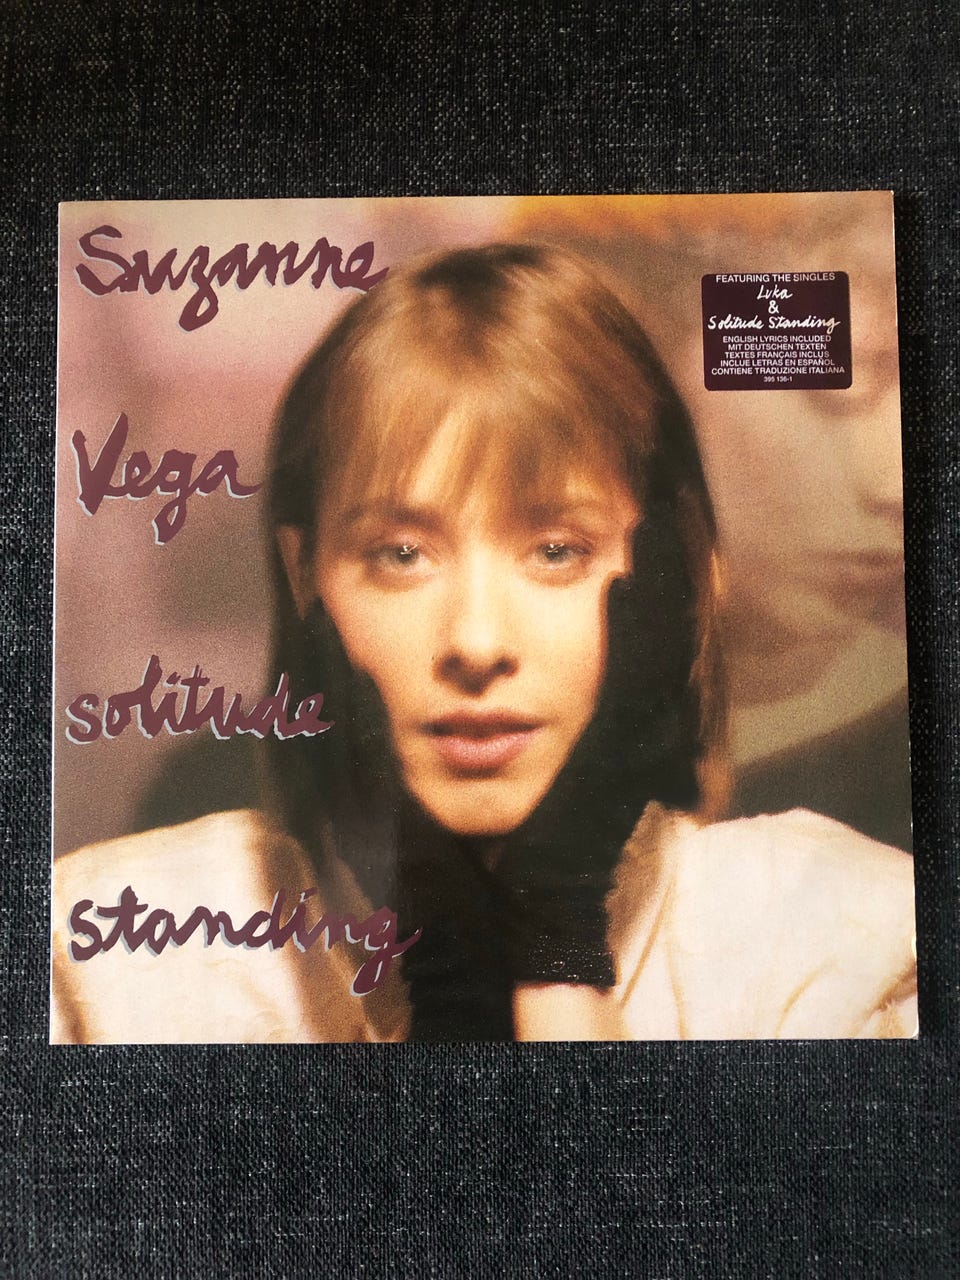 Suzanne
Vega
solitude
standing
FEATURING THE SINGLES
Luka
&
Solitude Standing
ENGLISH LYRICS INCLUDED
MIT DEUTSCHEN TEXTEN
TEXTES FRANÇAIS INCLUS
INCLUE LETRAS EN ESPAÑOL
CONTIENE TRADUZIONE ITALIANA
395 136-1